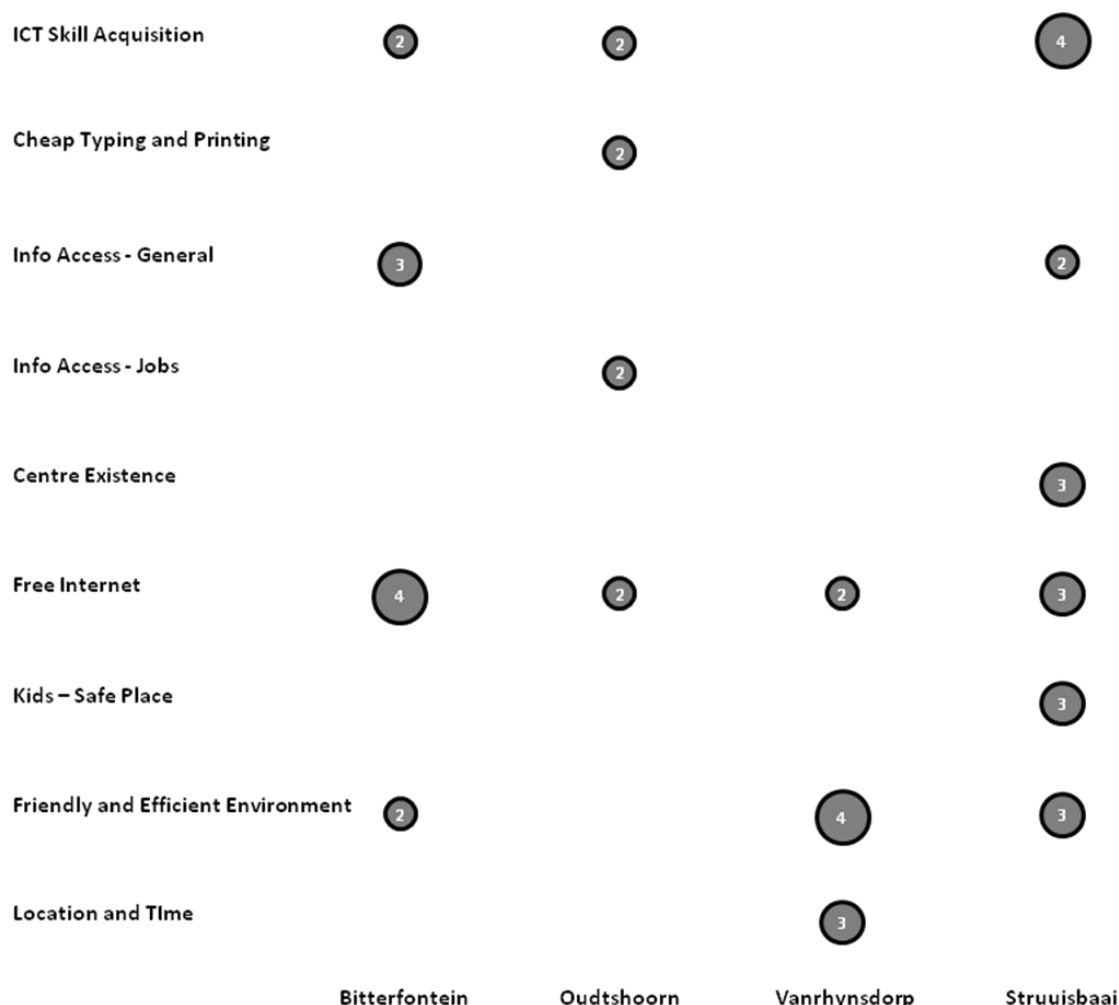 ICT Skill Acquisition 2 2 4
Cheap Typing and Printing 2
Info Access - General 3 2
Info Access - Jobs 2
Centre Existence 3
Free Internet 4 2 2 3
Kids – Safe Place 3
Friendly and Efficient Environment 2 4 3
Location and TIme 3
Bitterfontein Oudtshoorn Vanrhynsdorp Struuisbaai